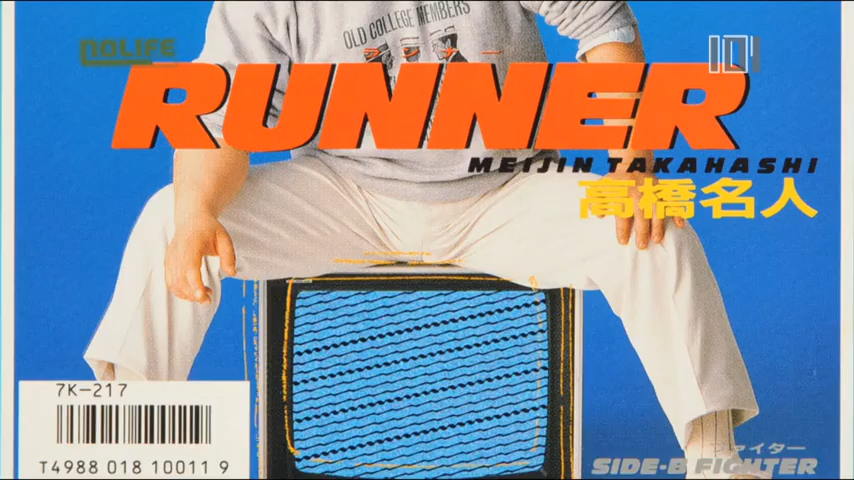 OLD COLLEGE MEMBERS
NOLIFE
101
RUNNER
MEIJIN TAKAHASHI
高橋名人
7K-217
T4988 018 10011 9
ファイター
SIDE-B FIGHTER